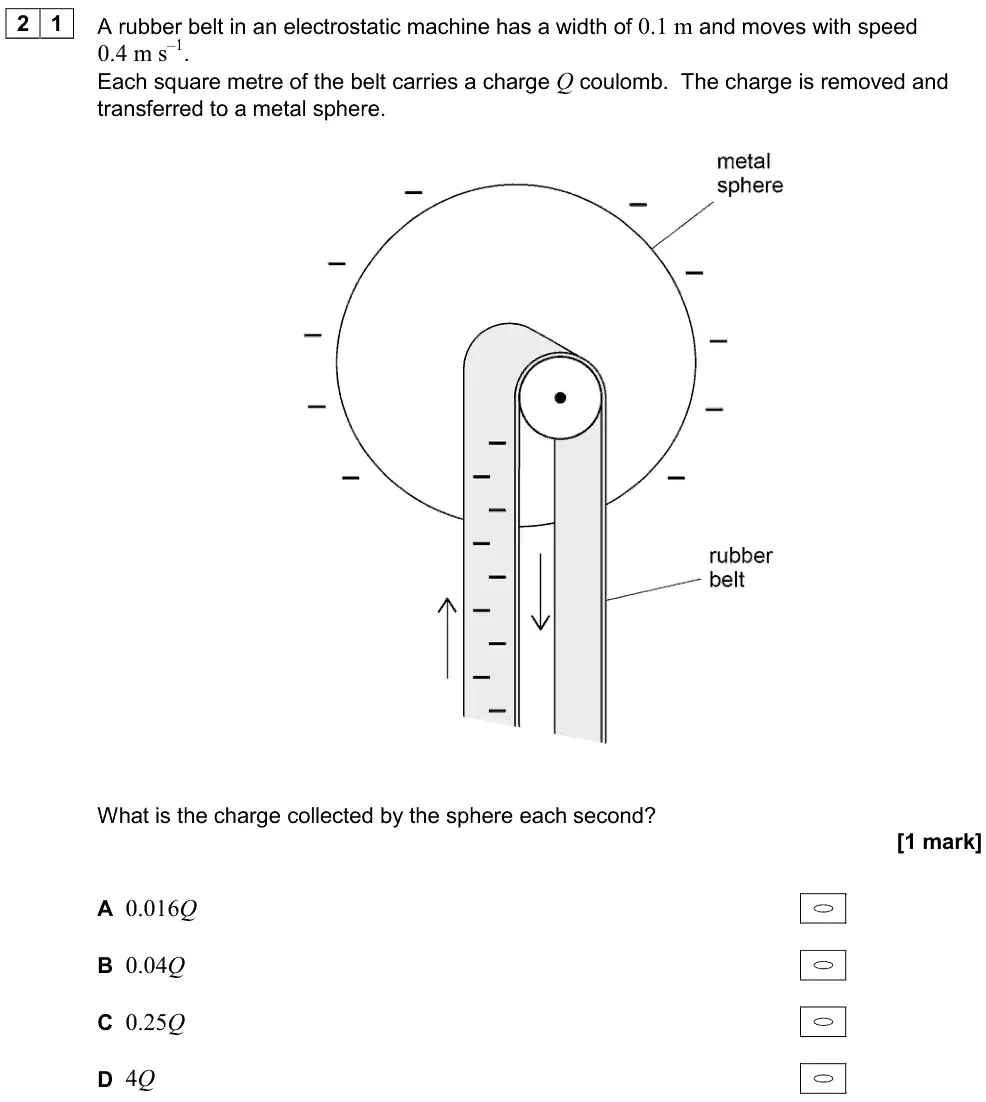 2 1 A rubber belt in an electrostatic machine has a width of 0.1 m and moves with speed
0.4 m s⁻¹.
Each square metre of the belt carries a charge Q coulomb. The charge is removed and
transferred to a metal sphere.
metal
sphere
rubber
belt
What is the charge collected by the sphere each second?
[1 mark]
A 0.016Q
B 0.04Q
C 0.25Q
D 4Q